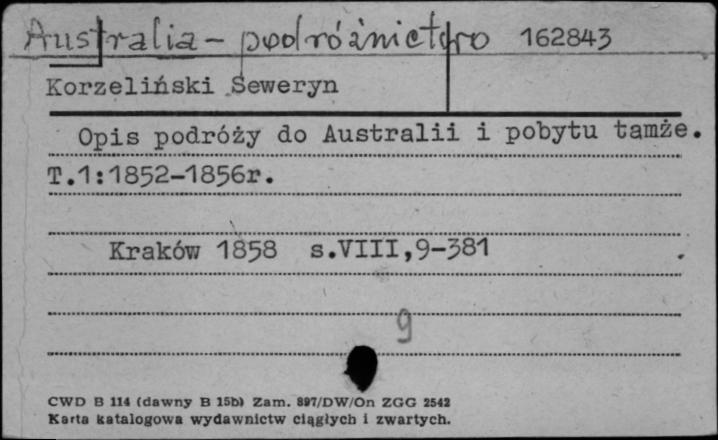 Australia – podróżnictwo 162843
Korzeliński Seweryn
Opis podróży do Australii i pobytu tamże.
T.1:1852-1856r.
Kraków 1858 s.VIII,9-381
9
CWD B 114 (dawny B 15b) Zam. 897/DW/On ZGG 2542
Karta katalogowa wydawnictw ciągłych i zwartych.